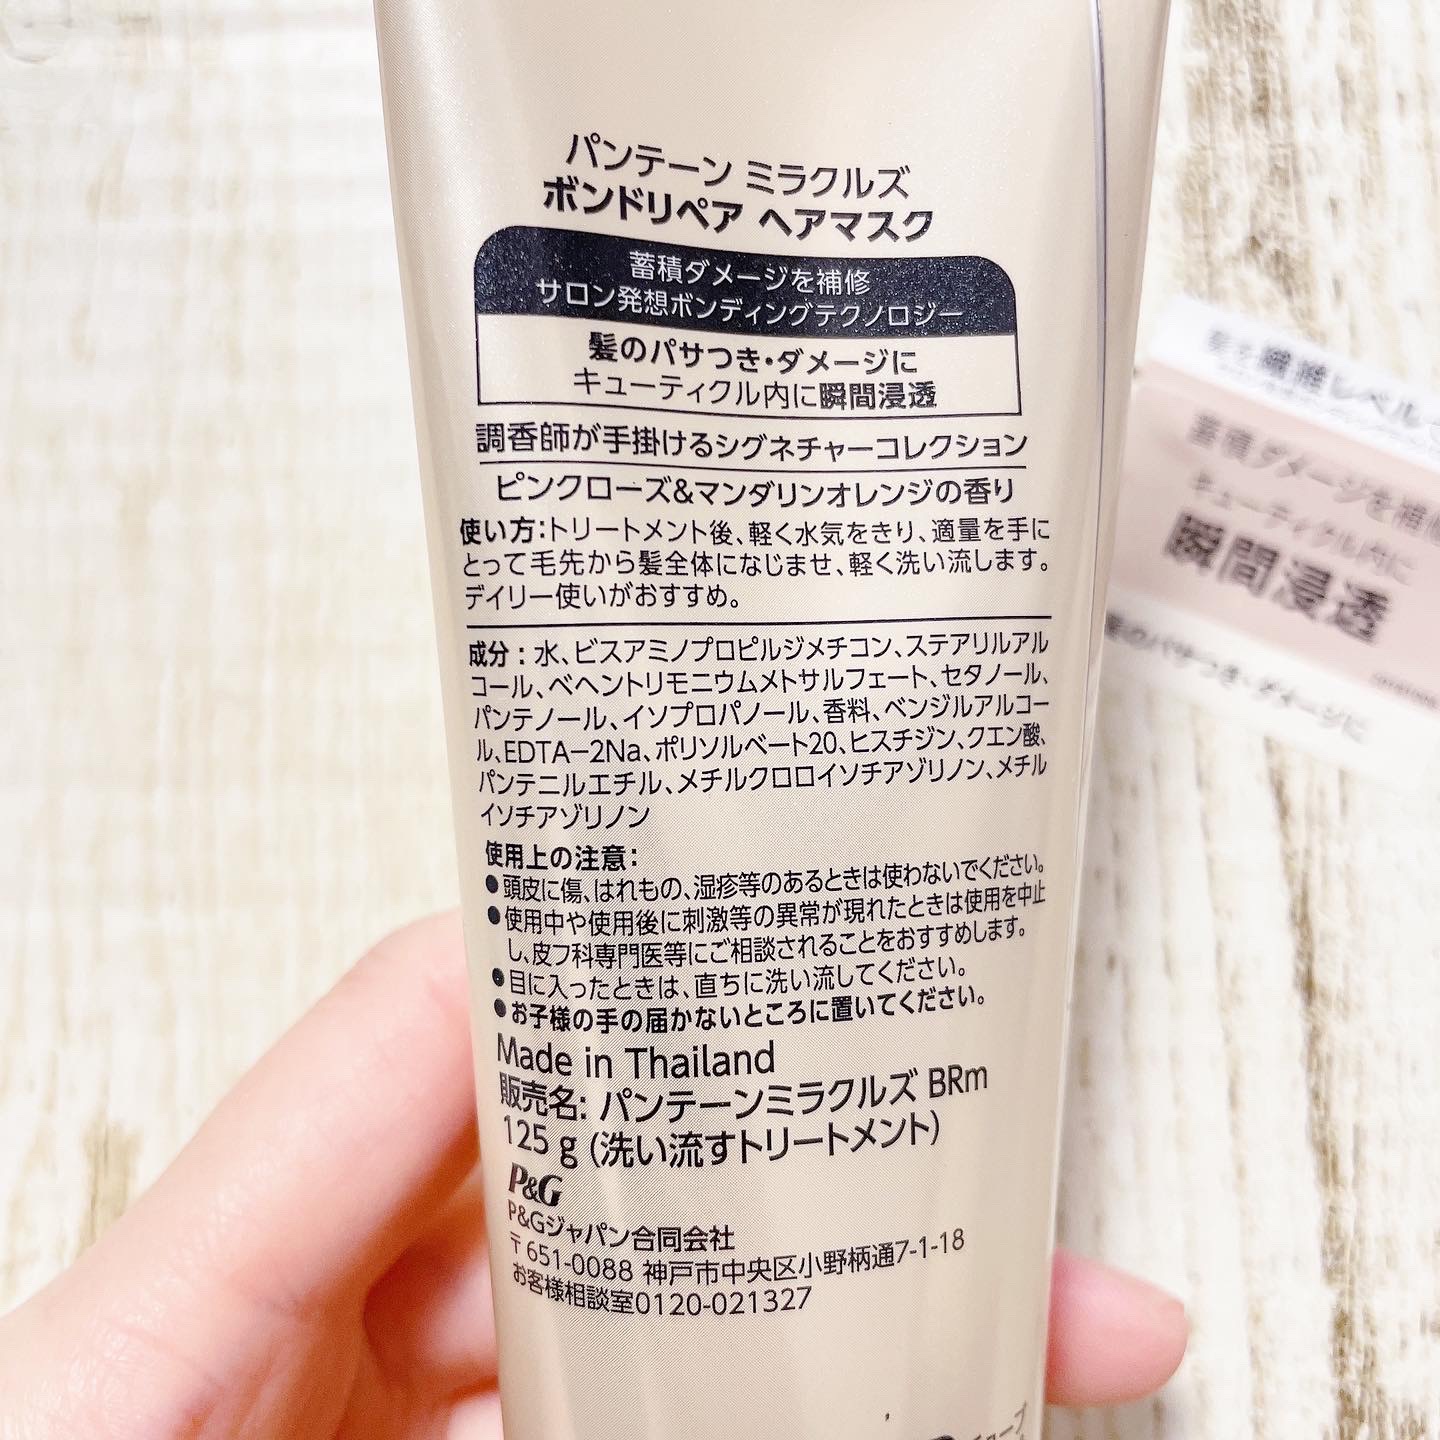 パンテーン ミラクルズ
ボンドリペア ヘアマスク
蓄積ダメージを補修
サロン発想ボンディングテクノロジー
髪のパサつき・ダメージに
キューティクル内に瞬間浸透
調香師が手掛けるシグネチャーコレクション
ピンクローズ&マンダリンオレンジの香り
使い方:トリートメント後、軽く水気をきり、適量を手に
とって毛先から髪全体になじませ、軽く洗い流します。
デイリー使いがおすすめ。
成分:水、ビスアミノプロピルジメチコン、ステアリルアル
コール、ベヘントリモニウムメトサルフェート、セタノール、
パンテノール、イソプロパノール、香料、ベンジルアルコー
ル、EDTA−2Na、ポリソルベート20、ヒスチジン、クエン酸、
パンテニルエチル、メチルクロロイソチアゾリノン、メチル
イソチアゾリノン
使用上の注意:
●頭皮に傷、はれもの、湿疹等のあるときは使わないでください。
●使用中や使用後に刺激等の異常が現れたときは使用を中止
し、皮フ科専門医等にご相談されることをおすすめします。
●目に入ったときは、直ちに洗い流してください。
●お子様の手の届かないところに置いてください。
Made in Thailand
販売名: パンテーンミラクルズ BRm
125 g (洗い流すトリートメント)
P&G
P&Gジャパン合同会社
〒651-0088 神戸市中央区小野柄通7-1-18
お客様相談室0120-021327
髪を繊維レベル
蓄積ダメージを補修
キューティクル内に
瞬間浸透
髪のパサつき・ダメージに